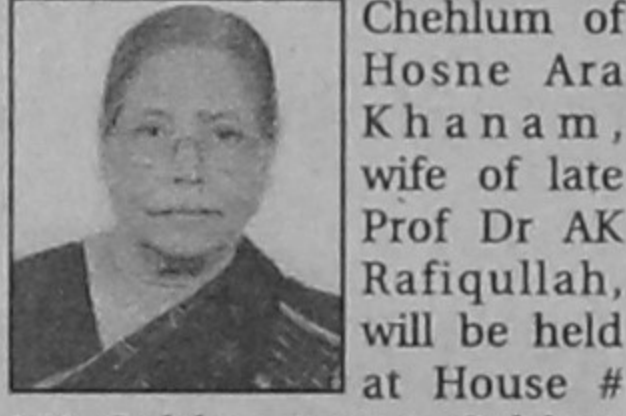 Chehlum of
Hosne Ara
Khanam,
wife of late
Prof Dr AK
Rafiqullah,
will be held
at House #